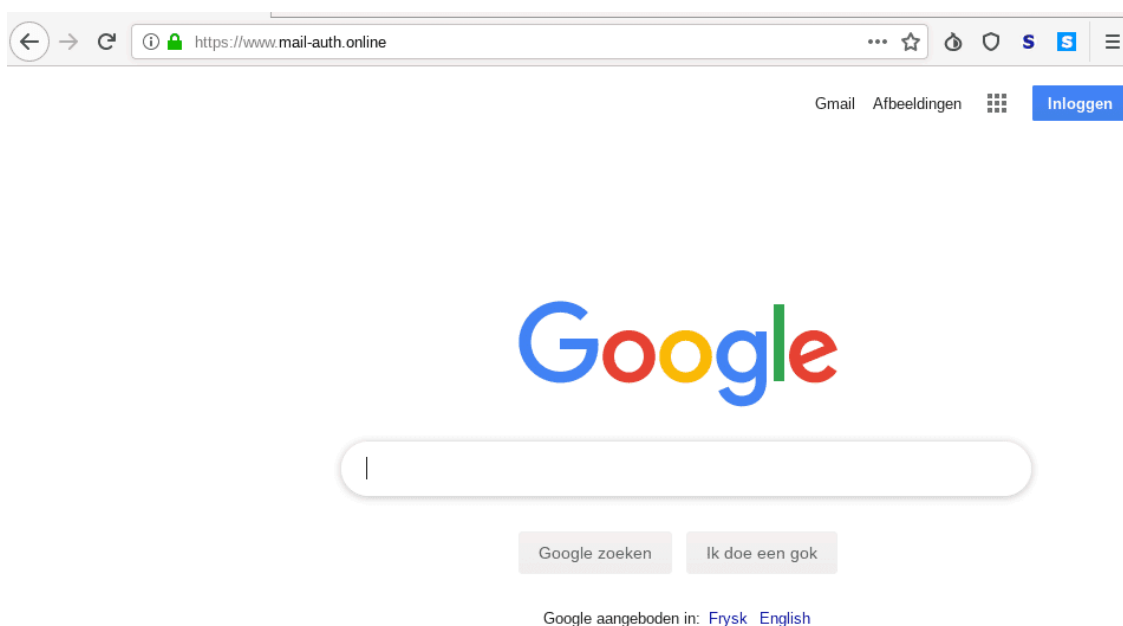 https://www.mail-auth.online
S S
Gmail Afbeeldingen Inloggen
Google
Google zoeken Ik doe een gok
Google aangeboden in: Frysk English